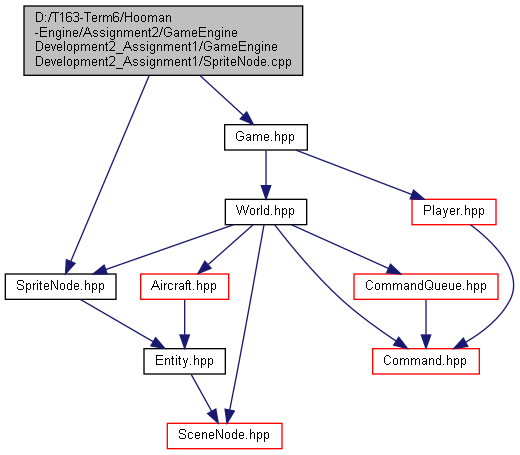 D:/T163-Term6/Hooman
-Engine/Assignment2/GameEngine
Development2_Assignment1/GameEngine
Development2_Assignment1/SpriteNode.cpp
Game.hpp
World.hpp
Player.hpp
SpriteNode.hpp
Aircraft.hpp
CommandQueue.hpp
Entity.hpp
Command.hpp
SceneNode.hpp